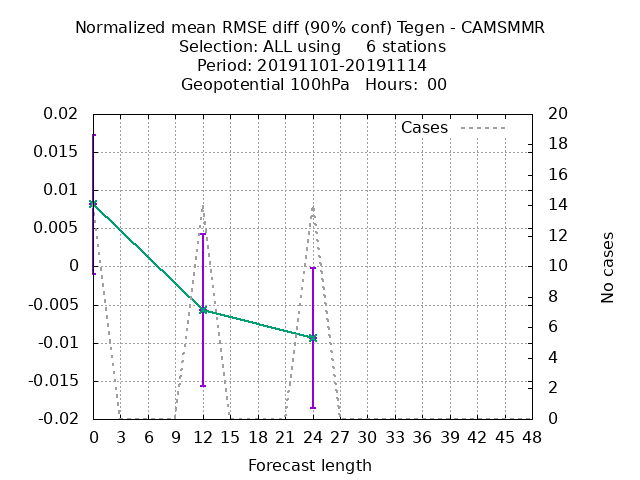 Normalized mean RMSE diff (90% conf) Tegen - CAMSMMR
Selection: ALL using     6 stations
Period: 20191101-20191114
Geopotential 100hPa   Hours:  00
Cases
0.02
0.015
0.01
0.005
0
-0.005
-0.01
-0.015
-0.02
20
18
16
14
12
10
8
6
4
2
0
No cases
0 3 6 9 12 15 18 21 24 27 30 33 36 39 42 45 48
Forecast length